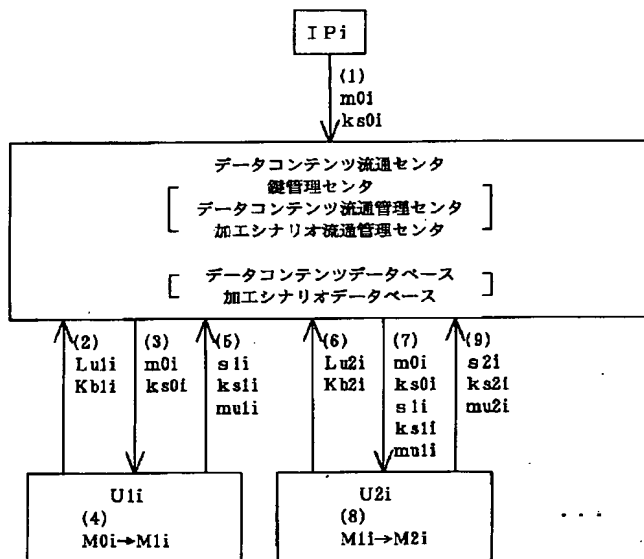 IPi
(1)
m0i
ks0i
データコンテンツ流通センタ
鍵管理センタ
データコンテンツ流通管理センタ
加工シナリオ流通管理センタ
データコンテンツデータベース
加工シナリオデータベース
(2)
Lu1i
Kb1i
(3)
m0i
ks0i
(5)
s1i
ks1i
mu1i
(6)
Lu2i
Kb2i
(7)
m0i
ks0i
s1i
ks1i
mu1i
(9)
s2i
ks2i
mu2i
U1i
(4)
M0i→M1i
U2i
(8)
M1i→M2i
...